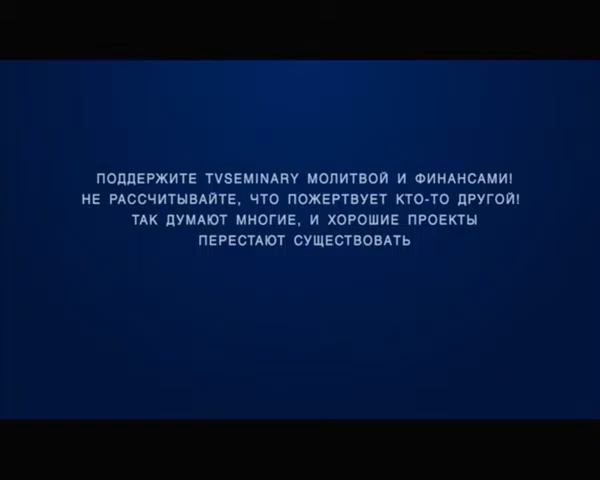 ПОДДЕРЖИТЕ TVSEMINARY МОЛИТВОЙ И ФИНАНСАМИ!
НЕ РАССЧИТЫВАЙТЕ, ЧТО ПОЖЕРТВУЕТ КТО-ТО ДРУГОЙ!
ТАК ДУМАЮТ МНОГИЕ, И ХОРОШИЕ ПРОЕКТЫ
ПЕРЕСТАЮТ СУЩЕСТВОВАТЬ